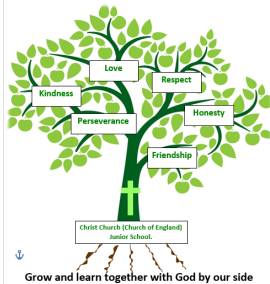 Love
Respect
Kindness
Honesty
Perseverance
Friendship
Christ Church (Church of England)
Junior School.
Grow and learn together with God by our side